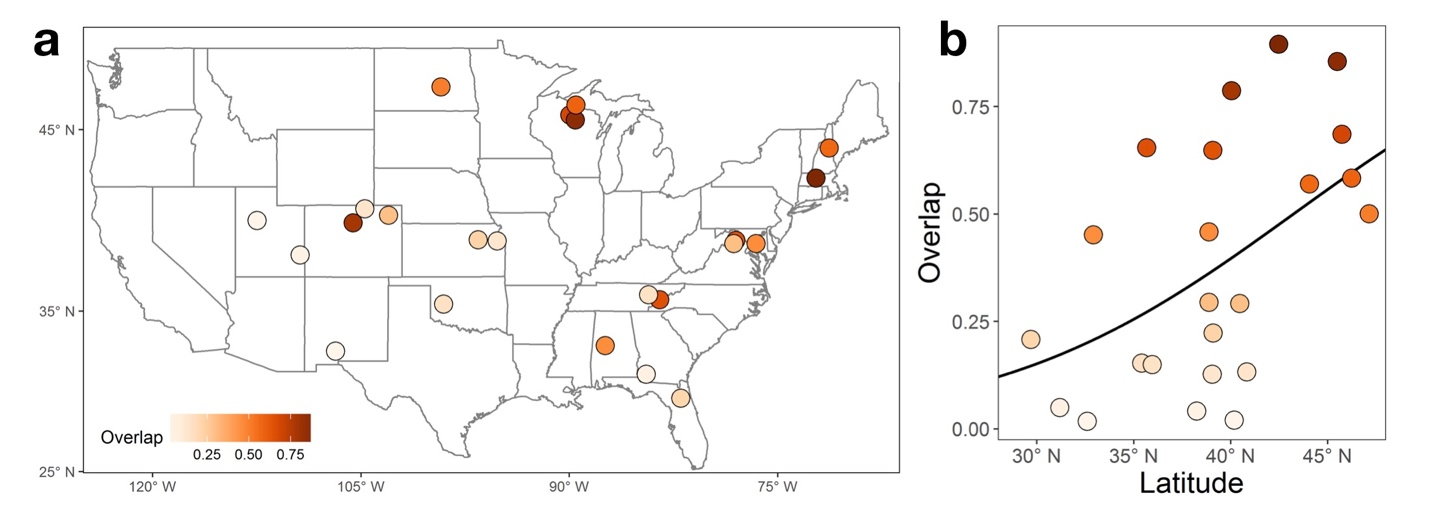 a
45° N
35° N
25° N
Overlap
0.25 0.50 0.75
120° W 105° W 90° W 75° W
b
Overlap
0.75
0.50
0.25
0.00
30° N 35° N 40° N 45° N
Latitude